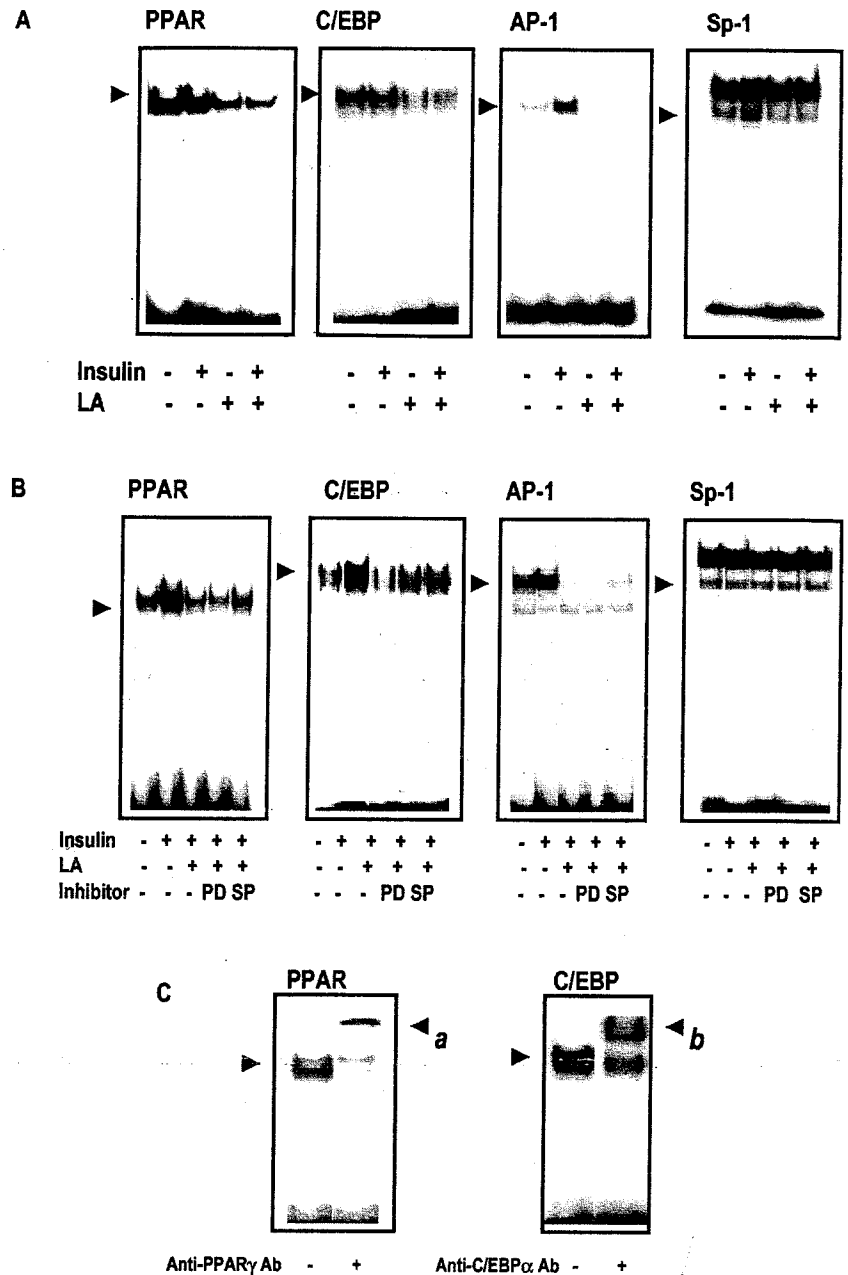 A
PPAR C/EBP AP-1 Sp-1
Insulin - + - + - + - + - + - + - + - +
LA - - + + - - + + - - + + - - + +
B
PPAR C/EBP AP-1 Sp-1
Insulin - + + + + - + + + + - + + + + - + + + +
LA - - + + + - - + + + - - + + + - - + + +
Inhibitor - - - PD SP - - - PD SP - - - PD SP - - - PD SP
C
PPAR C/EBP
a b
Anti-PPARγ Ab - + Anti-C/EBPα Ab - +